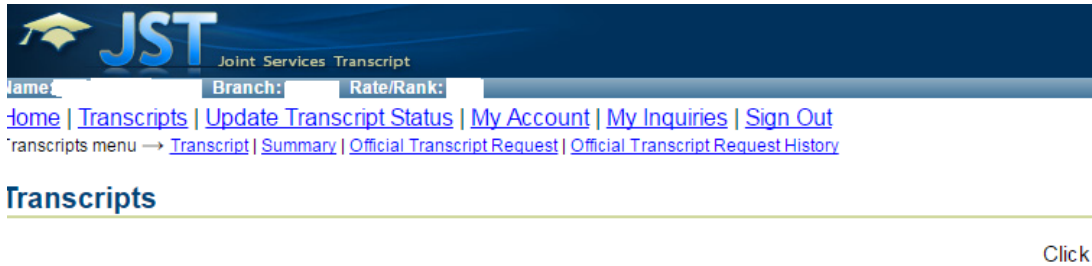 JST
Joint Services Transcript
Name: Branch: Rate/Rank:
Home | Transcripts | Update Transcript Status | My Account | My Inquiries | Sign Out
Transcripts menu → Transcript | Summary | Official Transcript Request | Official Transcript Request History
Transcripts
Click